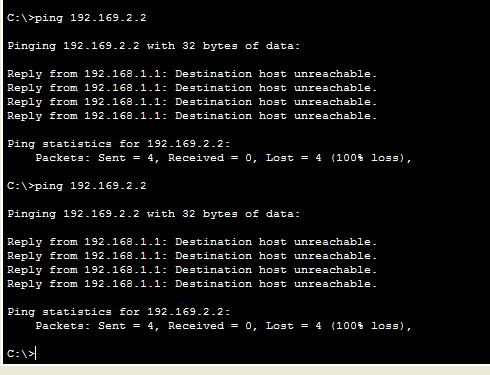 C:\>ping 192.169.2.2
Pinging 192.169.2.2 with 32 bytes of data:
Reply from 192.168.1.1: Destination host unreachable.
Reply from 192.168.1.1: Destination host unreachable.
Reply from 192.168.1.1: Destination host unreachable.
Reply from 192.168.1.1: Destination host unreachable.
Ping statistics for 192.169.2.2:
    Packets: Sent = 4, Received = 0, Lost = 4 (100% loss),
C:\>ping 192.169.2.2
Pinging 192.169.2.2 with 32 bytes of data:
Reply from 192.168.1.1: Destination host unreachable.
Reply from 192.168.1.1: Destination host unreachable.
Reply from 192.168.1.1: Destination host unreachable.
Reply from 192.168.1.1: Destination host unreachable.
Ping statistics for 192.169.2.2:
    Packets: Sent = 4, Received = 0, Lost = 4 (100% loss),
C:\>